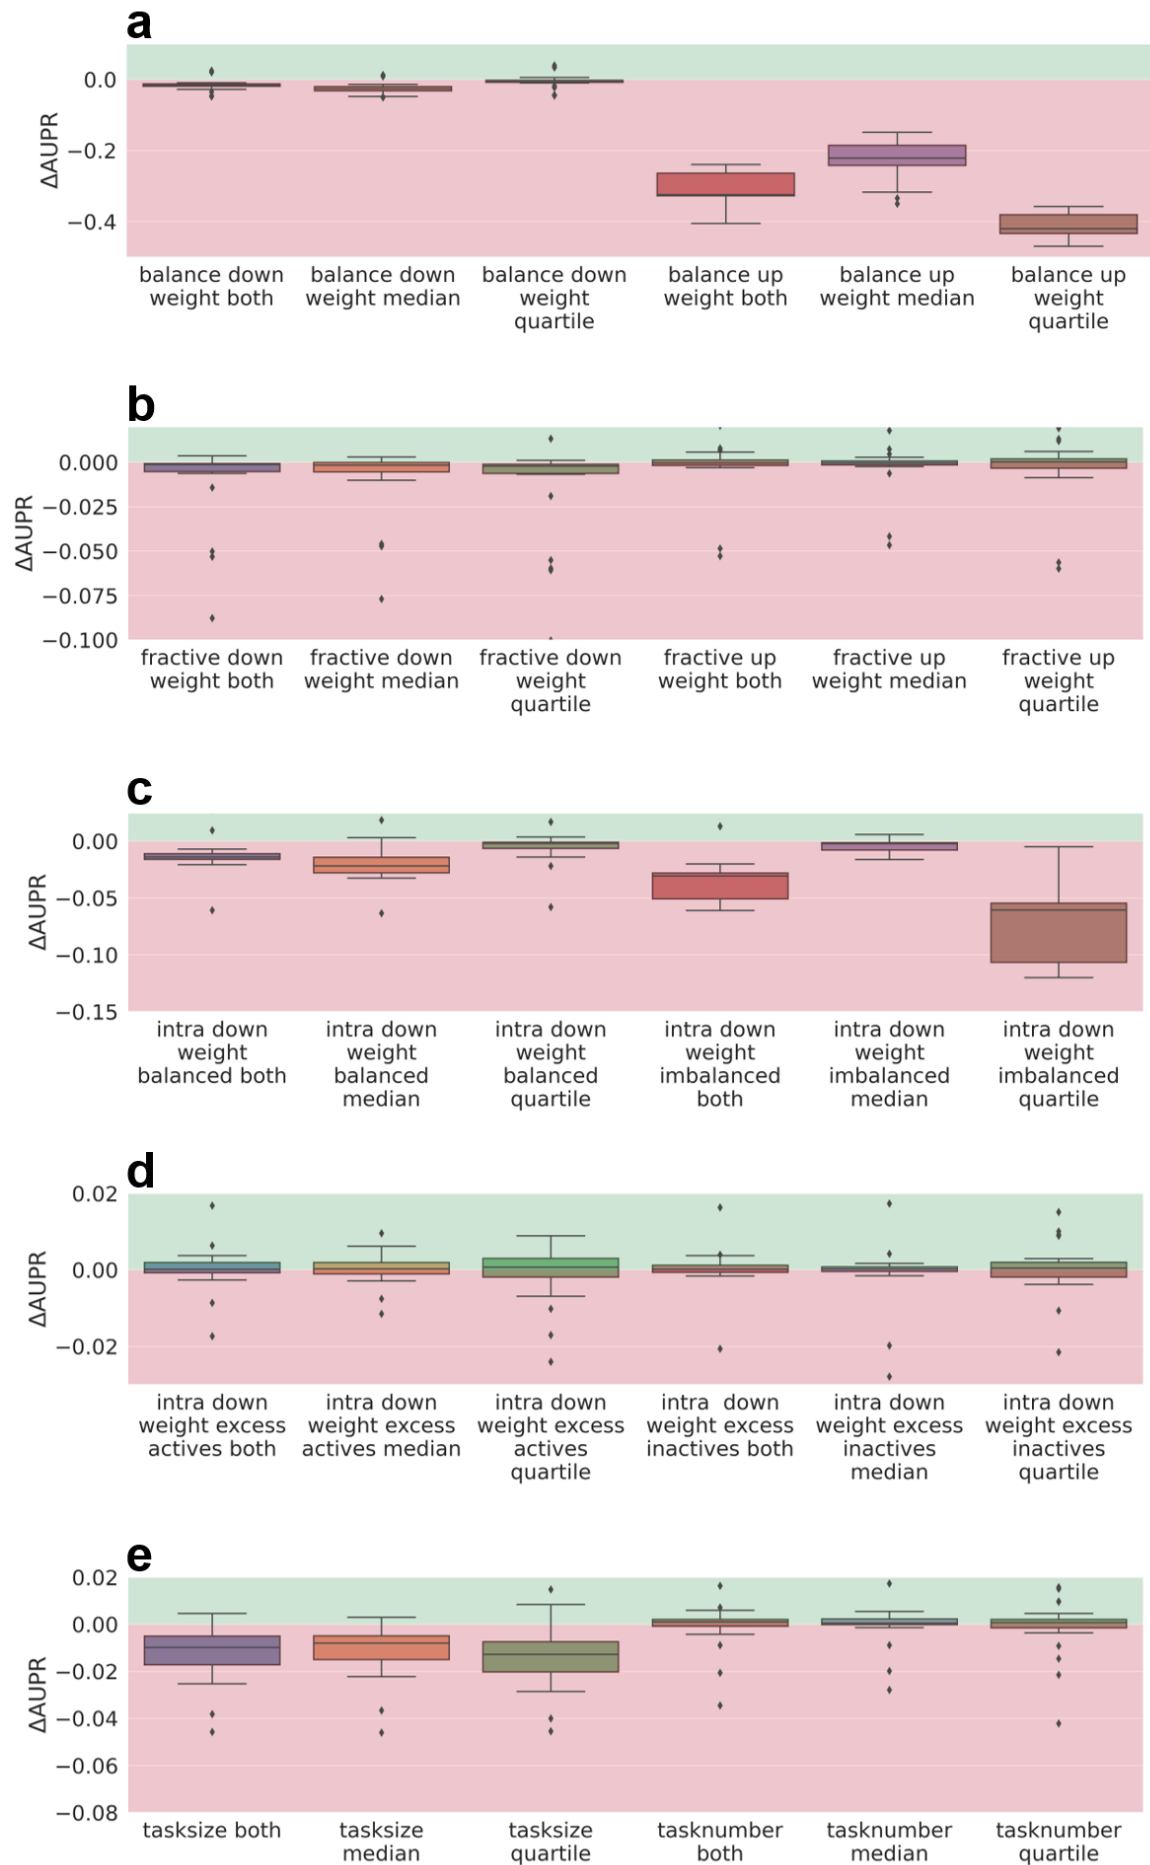 a
0.0
−0.2
−0.4
ΔAUPR
balance down balance down balance down balance up balance up balance up
weight both weight median weight weight both weight median weight
quartile quartile
b
0.000
−0.025
−0.050
−0.075
−0.100
ΔAUPR
fractive down fractive down fractive down fractive up fractive up fractive up
weight both weight median weight weight both weight median weight
quartile quartile
c
0.00
−0.05
−0.10
−0.15
ΔAUPR
intra down intra down intra down intra down intra down intra down
weight weight weight weight weight weight
balanced both balanced balanced imbalanced imbalanced imbalanced
median quartile both median quartile
d
0.02
0.00
−0.02
ΔAUPR
intra down intra down intra down intra down intra down intra down
weight excess weight excess weight excess weight excess weight excess weight excess
actives both actives median actives inactives both inactives inactives
quartile median quartile
e
0.02
0.00
−0.02
−0.04
−0.06
−0.08
ΔAUPR
tasksize both tasksize tasksize tasknumber tasknumber tasknumber
median quartile both median quartile